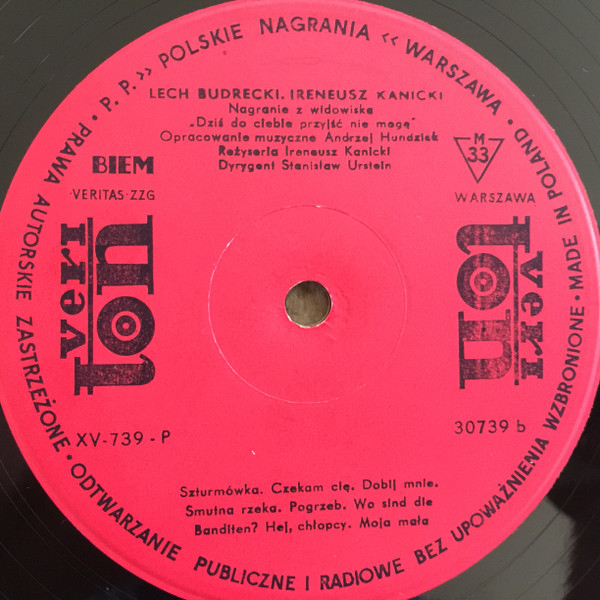 P. P. >> POLSKIE NAGRANIA << WARSZAWA • MADE IN POLAND •
PRAWA AUTORSKIE ZASTRZEŻONE • ODTWARZANIE PUBLICZNE I RADIOWE BEZ UPOWAŻNIENIA WZBRONIONE •
LECH BUDRECKI. IRENEUSZ KANICKI
Nagranie z widowiska
„Dziś do ciebie przyjść nie mogę"
Opracowanie muzyczne Andrzej Hundziak
Reżyseria Ireneusz Kanicki
Dyrygent Stanisław Urstein
BIEM
M
33
VERITAS-ZZG
WARSZAWA
veri
ton
veri
ton
XV-739-P
30739 b
Szturmówka. Czekam cię. Dobij mnie.
Smutna rzeka. Pogrzeb. Wo sind die
Banditen? Hej, chłopcy. Moja mała